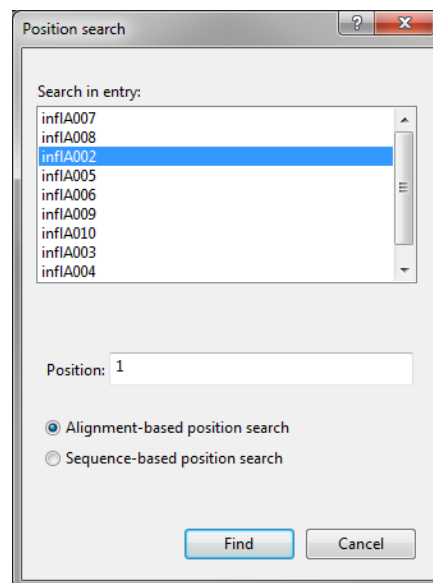 Position search
?
Search in entry:
inflA007
inflA008
inflA002
inflA005
inflA006
inflA009
inflA010
inflA003
inflA004
Position: 1
Alignment-based position search
Sequence-based position search
Find Cancel